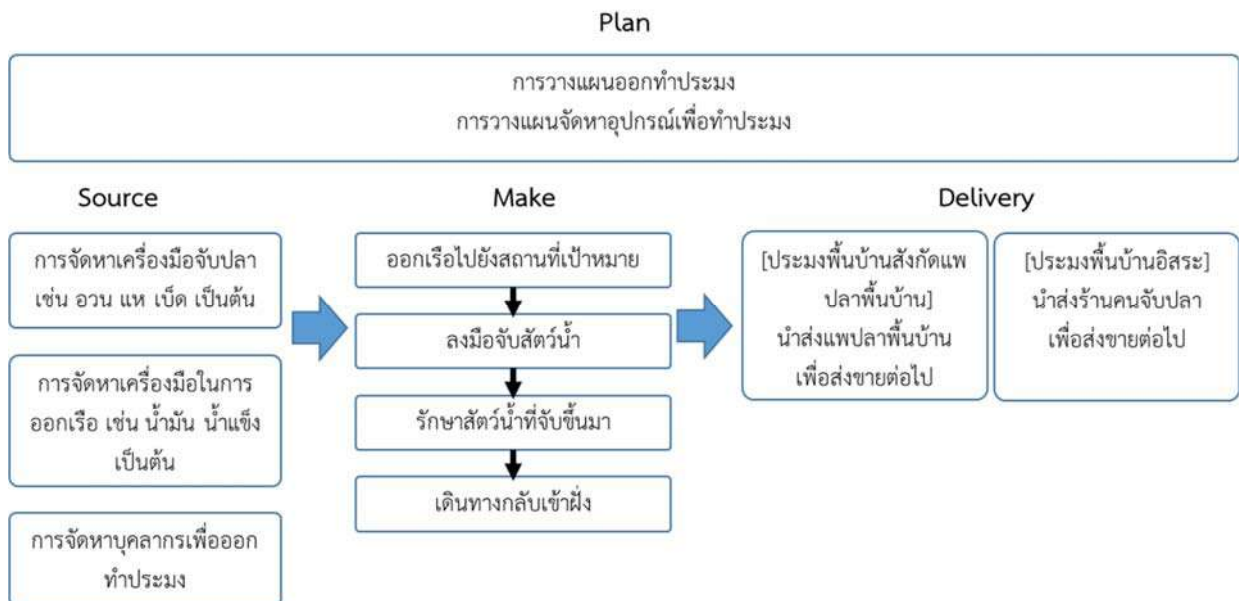 Plan
การวางแผนออกทำประมง
การวางแผนจัดหาอุปกรณ์เพื่อทำประมง
Source
การจัดหาเครื่องมือจับปลา
เช่น อวน แห เบ็ด เป็นต้น
การจัดหาเครื่องมือในการ
ออกเรือ เช่น น้ำมัน น้ำแข็ง
เป็นต้น
การจัดหาบุคลากรเพื่อออก
ทำประมง
Make
ออกเรือไปยังสถานที่เป้าหมาย
ลงมือจับสัตว์น้ำ
รักษาสัตว์น้ำที่จับขึ้นมา
เดินทางกลับเข้าฝั่ง
Delivery
[ประมงพื้นบ้านสังกัดแพ
ปลาพื้นบ้าน]
นำส่งแพปลาพื้นบ้าน
เพื่อส่งขายต่อไป
[ประมงพื้นบ้านอิสระ]
นำส่งร้านคนจับปลา
เพื่อส่งขายต่อไป